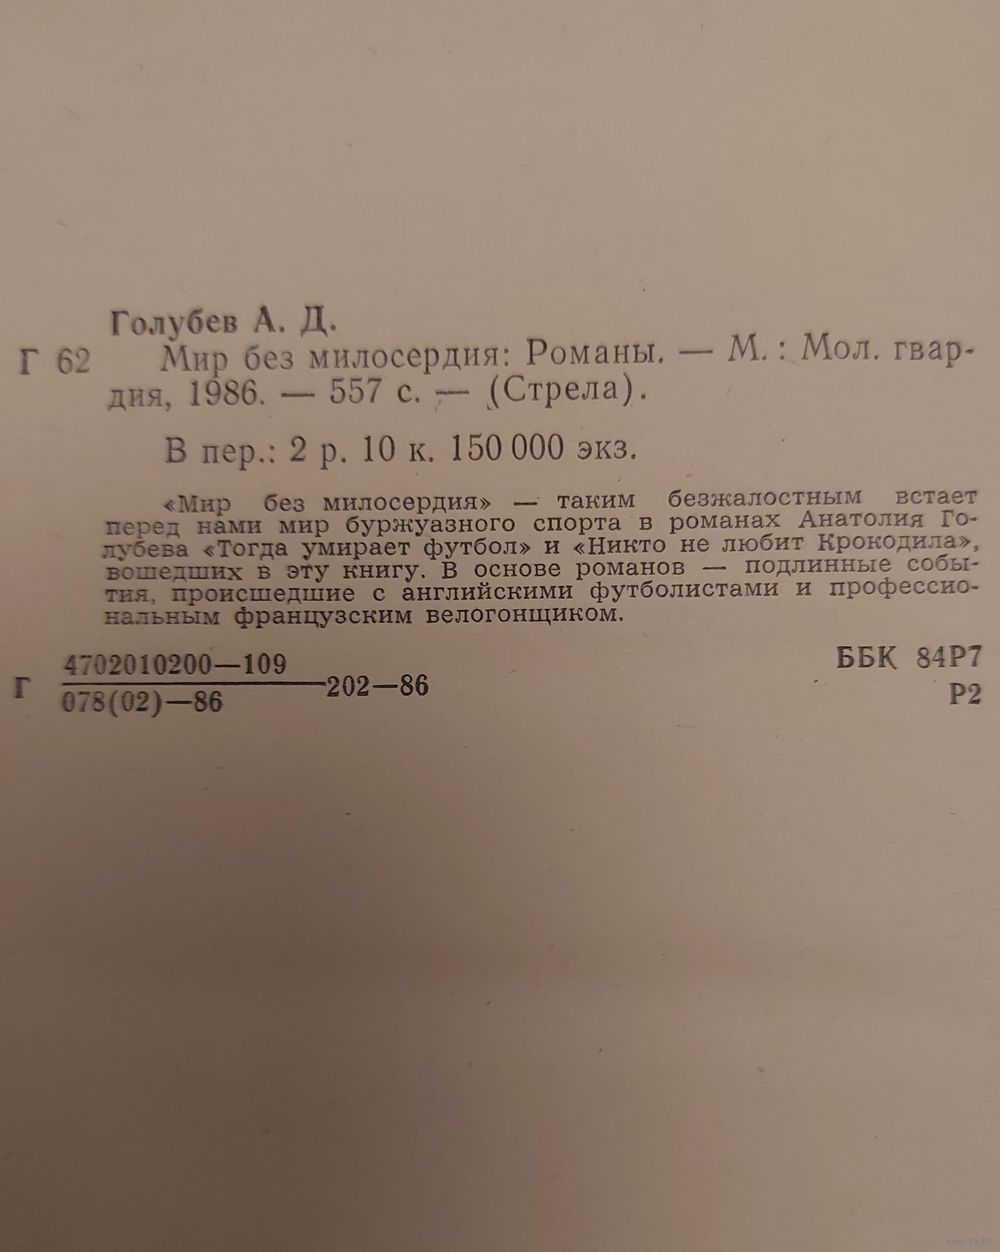 Голубев А. Д.
Г 62 Мир без милосердия: Романы. — М. : Мол. гвар-
дия, 1986. — 557 с. — (Стрела).
В пер.: 2 р. 10 к. 150 000 экз.
«Мир без милосердия» — таким безжалостным встает
перед нами мир буржуазного спорта в романах Анатолия Го-
лубева «Тогда умирает футбол» и «Никто не любит Крокодила»,
вошедших в эту книгу. В основе романов — подлинные собы-
тия, происшедшие с английскими футболистами и профессио-
нальным французским велогонщиком.
4702010200—109
Г 202—86
078(02)—86
ББК 84Р7
Р2